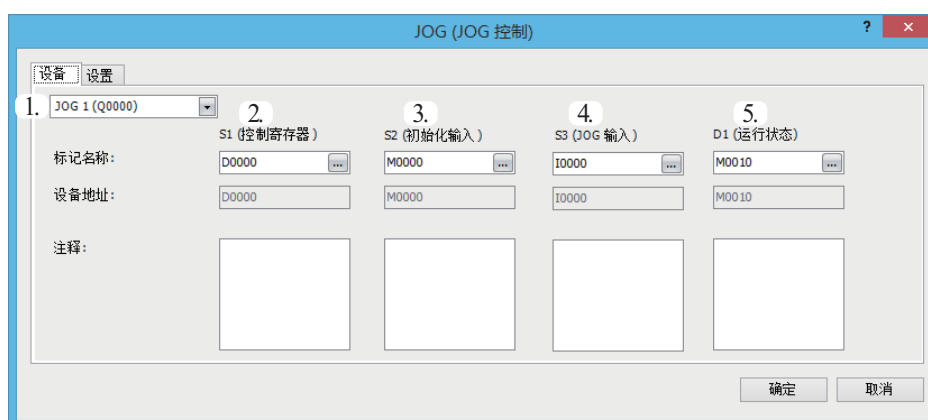 JOG (JOG 控制)
?
×
设备 设置
1. JOG 1 (Q0000)
2. 3. 4. 5.
S1 (控制寄存器) S2 (初始化输入) S3 (JOG 输入) D1 (运行状态)
标记名称: D0000 ... M0000 ... I0000 ... M0010 ...
设备地址: D0000 M0000 I0000 M0010
注释:
确定 取消